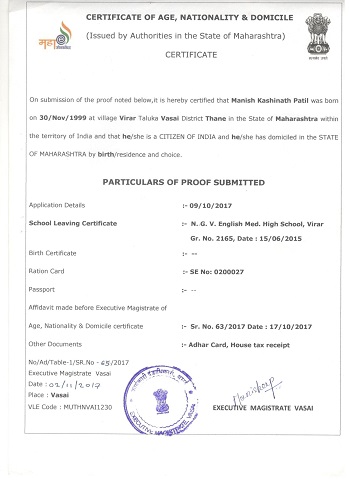 CERTIFICATE OF AGE, NATIONALITY & DOMICILE
(Issued by Authorities in the State of Maharashtra)
CERTIFICATE
On submission of the proof noted below,it is hereby certified that Manish Kashinath Patil was born
on 30/Nov/1999 at village Virar Taluka Vasai District Thane in the State of Maharashtra within
the territory of India and that he/she is a CITIZEN OF INDIA and he/she has domiciled in the STATE
OF MAHARASHTRA by birth/residence and choice.
PARTICULARS OF PROOF SUBMITTED
Application Details :- 09/10/2017
School Leaving Certificate :- N. G. V. English Med. High School, Virar
Gr. No. 2165, Date : 15/06/2015
Birth Certificate :- --
Ration Card :- SE No: 0200027
Passport :- --
Affidavit made before Executive Magistrate of
Age, Nationality & Domicile certificate :- Sr. No. 63/2017 Date : 17/10/2017
Other Documents :- Adhar Card, House tax receipt
No/Ad/Table-1/SR.No - 65/2017
Executive Magistrate Vasai
Date : 02/11/2017
Place : Vasai
VLE Code : MUTHNVAI1230
EXECUTIVE MAGISTRATE, VASAI
EXECUTIVE MAGISTRATE VASAI